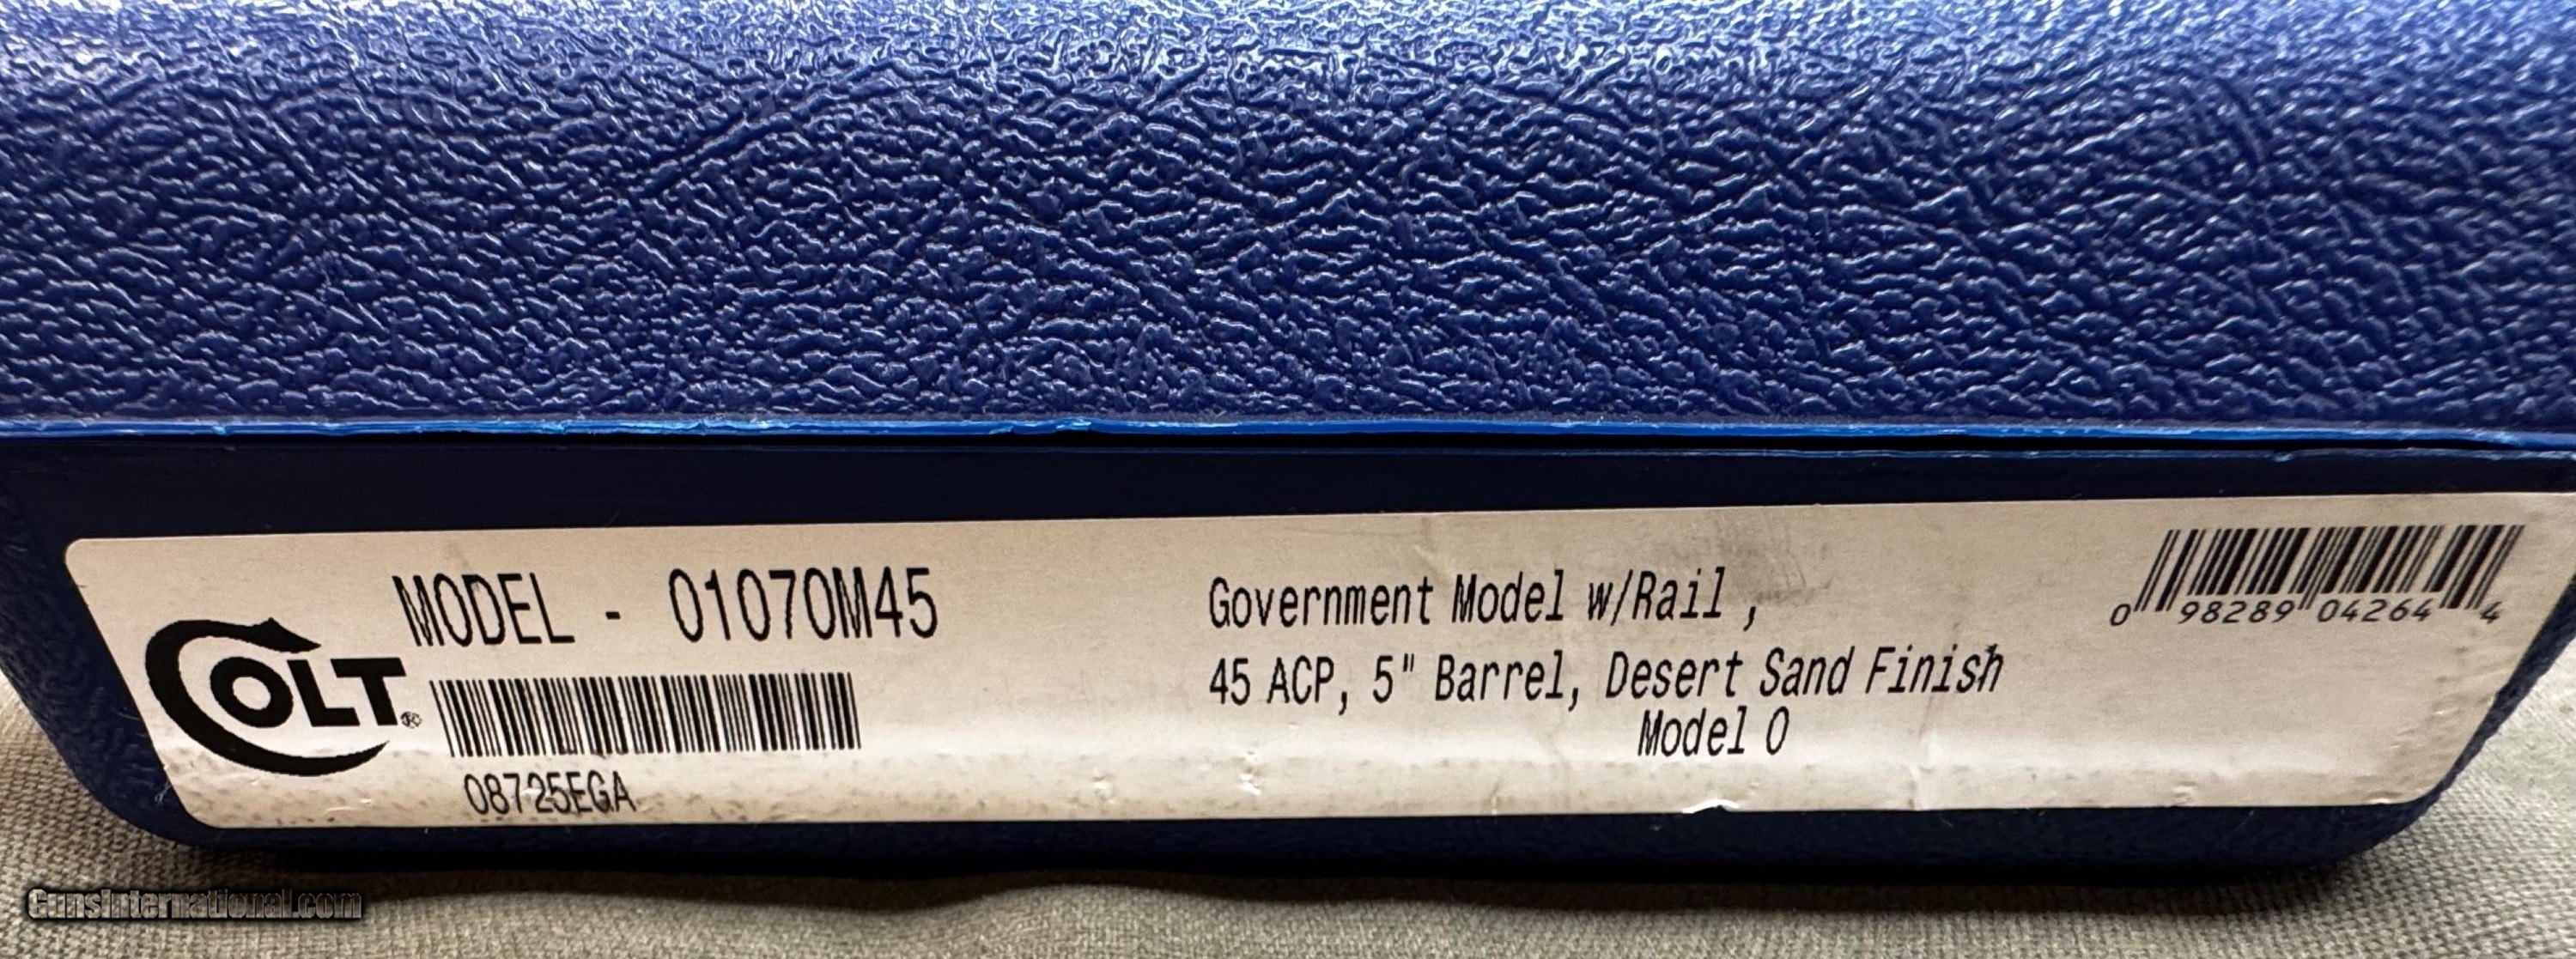 COLT®
MODEL - 01070M45
08725EGA
Government Model w/Rail ,
45 ACP, 5" Barrel, Desert Sand Finish
Model O
0 98289 04264 4
GunsInternational.com